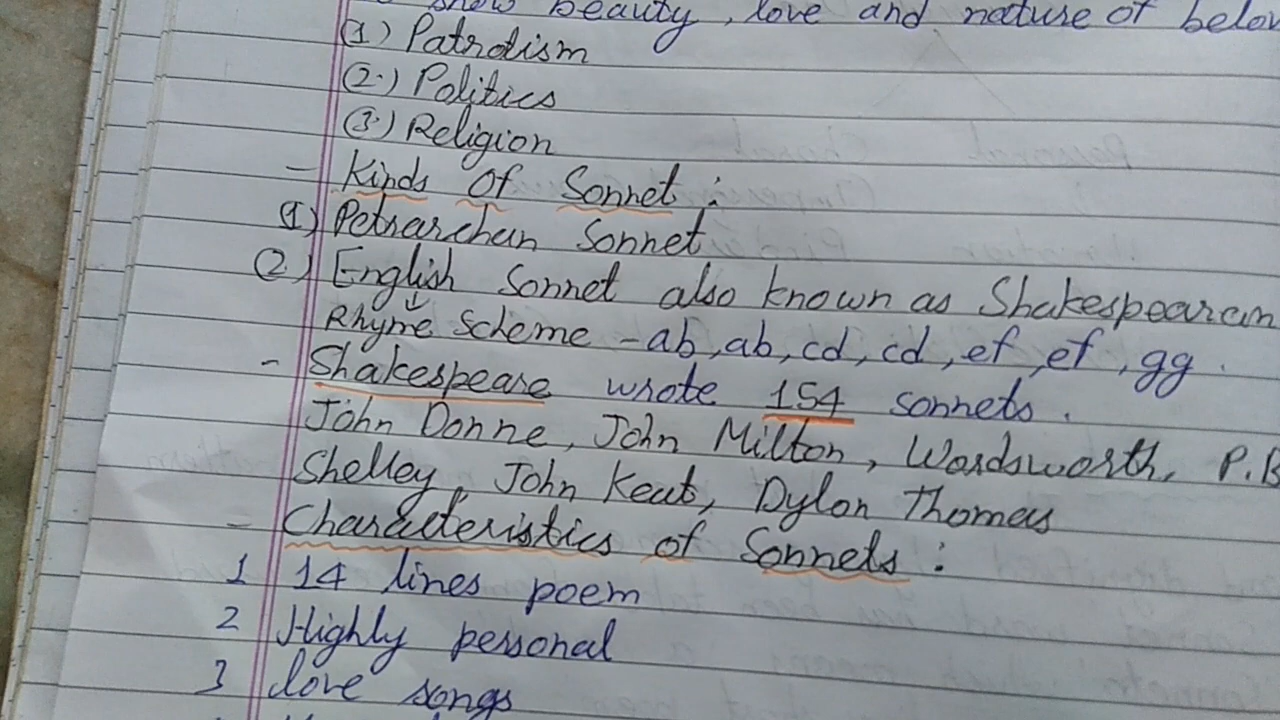 show beauty, love and nature of belov
(1) Patriotism
(2.) Politics
(3.) Religion
- Kinds Of Sonnet :
(1) Petrarchan Sonnet
(2) English Sonnet also known as Shakespearean
Rhyme Scheme - ab, ab, cd, cd, ef, ef, gg.
- Shakespeare wrote 154 sonnets.
John Donne, John Milton, Wordsworth, P.B
Shelley, John Keat, Dylon Thomas
- Characteristics of Sonnets :
1 14 lines poem
2 Highly personal
3 love songs